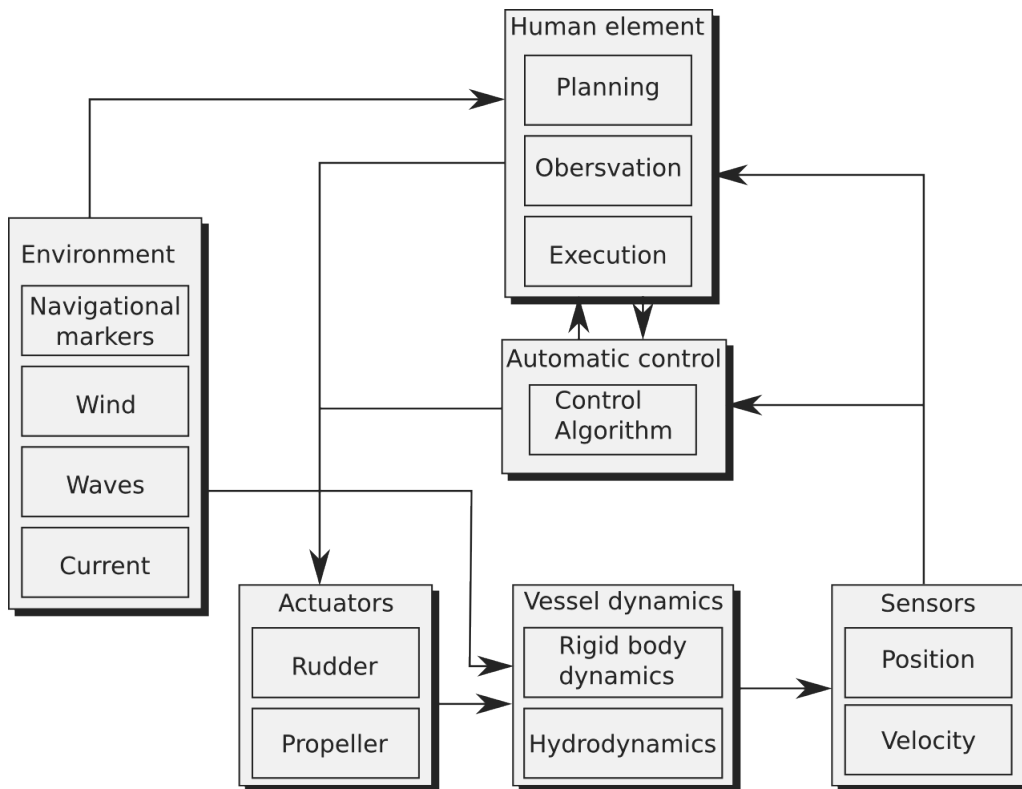 Human element
Planning
Obersvation
Execution
Environment
Navigational
markers
Wind
Waves
Current
Automatic control
Control
Algorithm
Actuators
Rudder
Propeller
Vessel dynamics
Rigid body
dynamics
Hydrodynamics
Sensors
Position
Velocity